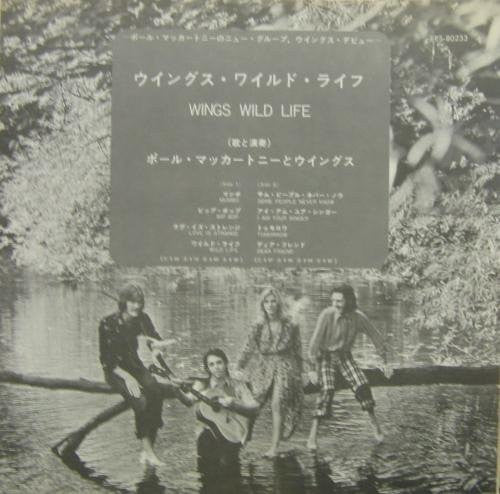 ポール・マッカートニーのニュー・グループ、ウイングス・デビュー
EPS-80233
ウイングス・ワイルド・ライフ
WINGS WILD LIFE
(歌と演奏)
ポール・マッカートニーとウイングス
(Side 1)
マンボ
MUMBO
ビップ・ボップ
BIP BOP
ラヴ・イズ・ストレンジ
LOVE IS STRANGE
ワイルド・ライフ
WILD LIFE
(Side 2)
サム・ピープル・ネバー・ノウ
SOME PEOPLE NEVER KNOW
アイ・アム・ユア・シンガー
I AM YOUR SINGER
トゥモロウ
TOMORROW
ディア・フレンド
DEAR FRIEND